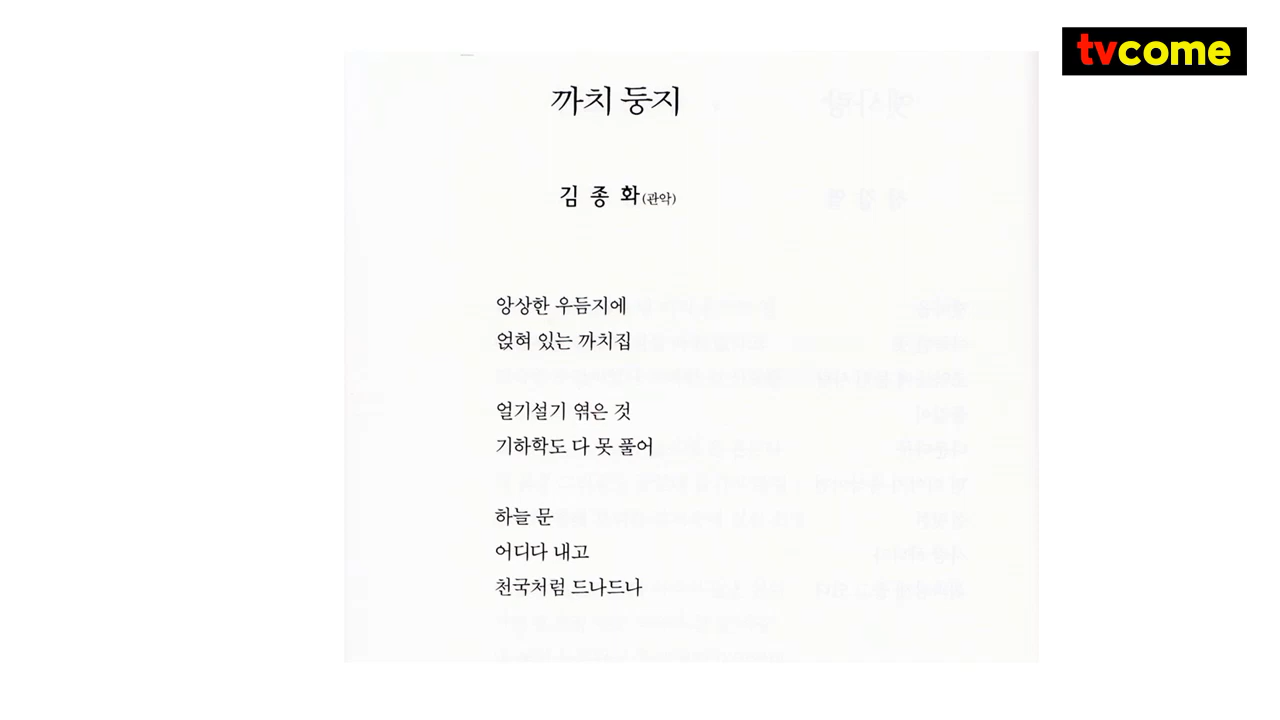 tvcome
까치 둥지
김 종 화(관악)
앙상한 우듬지에
얹혀 있는 까치집
얼기설기 엮은 것
기하학도 다 못 풀어
하늘 문
어디다 내고
천국처럼 드나드나